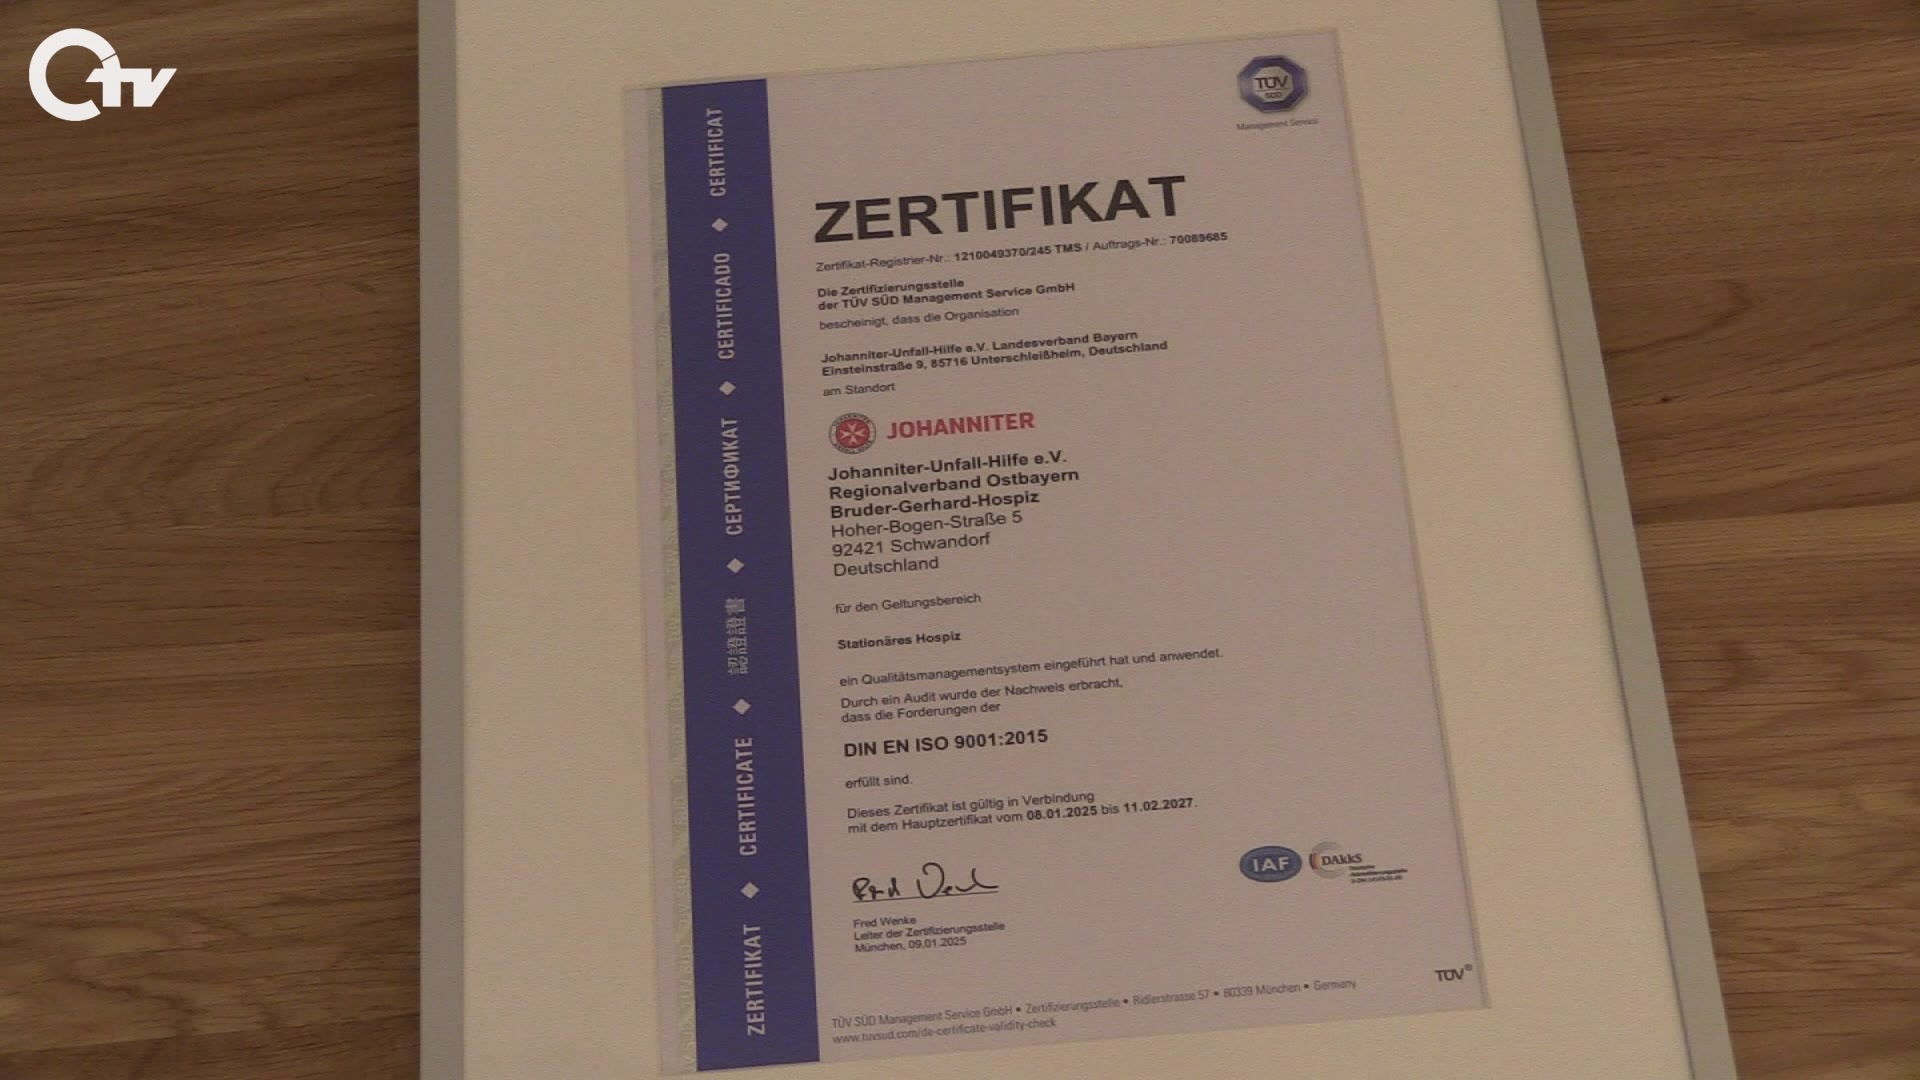 OTV
TÜV
SÜD
Management Service
ZERTIFIKAT ◆ CERTIFICATE ◆ 認證證書 ◆ СЕРТИФИКАТ ◆ CERTIFICADO ◆ CERTIFICAT
ZERTIFIKAT
Zertifikat-Registrier-Nr.: 1210049370/245 TMS / Auftrags-Nr.: 70089685
Die Zertifizierungsstelle
der TÜV SÜD Management Service GmbH
bescheinigt, dass die Organisation
Johanniter-Unfall-Hilfe e.V. Landesverband Bayern
Einsteinstraße 9, 85716 Unterschleißheim, Deutschland
am Standort
JOHANNITER
Johanniter-Unfall-Hilfe e.V.
Regionalverband Ostbayern
Bruder-Gerhard-Hospiz
Hoher-Bogen-Straße 5
92421 Schwandorf
Deutschland
für den Geltungsbereich
Stationäres Hospiz
ein Qualitätsmanagementsystem eingeführt hat und anwendet.
Durch ein Audit wurde der Nachweis erbracht,
dass die Forderungen der
DIN EN ISO 9001:2015
erfüllt sind.
Dieses Zertifikat ist gültig in Verbindung
mit dem Hauptzertifikat vom 08.01.2025 bis 11.02.2027.
IAF
DAkkS
Fred Wenke
Leiter der Zertifizierungsstelle
München, 09.01.2025
TÜV®
TÜV SÜD Management Service GmbH • Zertifizierungsstelle • Ridlerstrasse 57 • 80339 München • Germany
www.tuvsud.com/de-certificate-validity-check